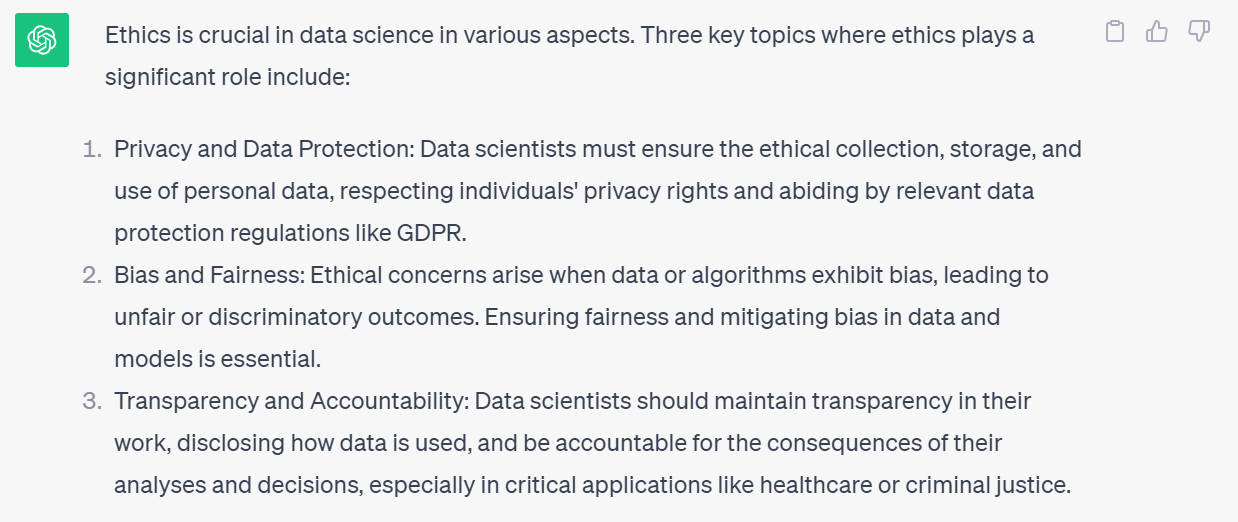 Ethics is crucial in data science in various aspects. Three key topics where ethics plays a
significant role include:
1. Privacy and Data Protection: Data scientists must ensure the ethical collection, storage, and
use of personal data, respecting individuals' privacy rights and abiding by relevant data
protection regulations like GDPR.
2. Bias and Fairness: Ethical concerns arise when data or algorithms exhibit bias, leading to
unfair or discriminatory outcomes. Ensuring fairness and mitigating bias in data and
models is essential.
3. Transparency and Accountability: Data scientists should maintain transparency in their
work, disclosing how data is used, and be accountable for the consequences of their
analyses and decisions, especially in critical applications like healthcare or criminal justice.